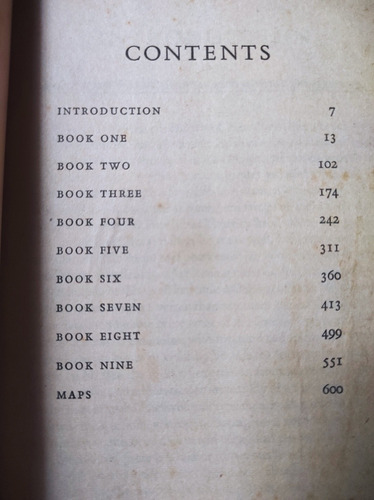 CONTENTS
INTRODUCTION 7
BOOK ONE 13
BOOK TWO 102
BOOK THREE 174
BOOK FOUR 242
BOOK FIVE 311
BOOK SIX 360
BOOK SEVEN 413
BOOK EIGHT 499
BOOK NINE 551
MAPS 600